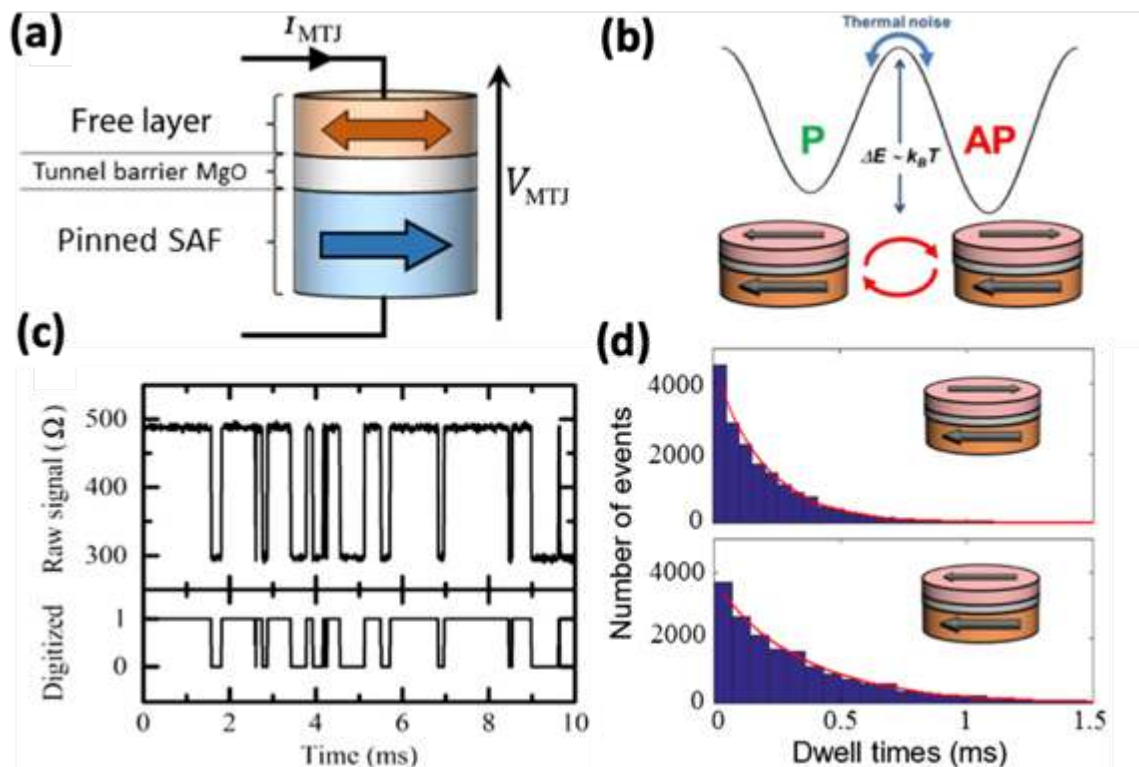 (a)
I_MTJ
Free layer
Tunnel barrier MgO
Pinned SAF
V_MTJ
(b)
Thermal noise
P
AP
ΔE ~ k_BT
(c)
Raw signal (Ω)
500
400
300
Digitized
1
0
0 2 4 6 8 10
Time (ms)
(d)
Number of events
4000
2000
0
4000
2000
0
0 0.5 1 1.5
Dwell times (ms)